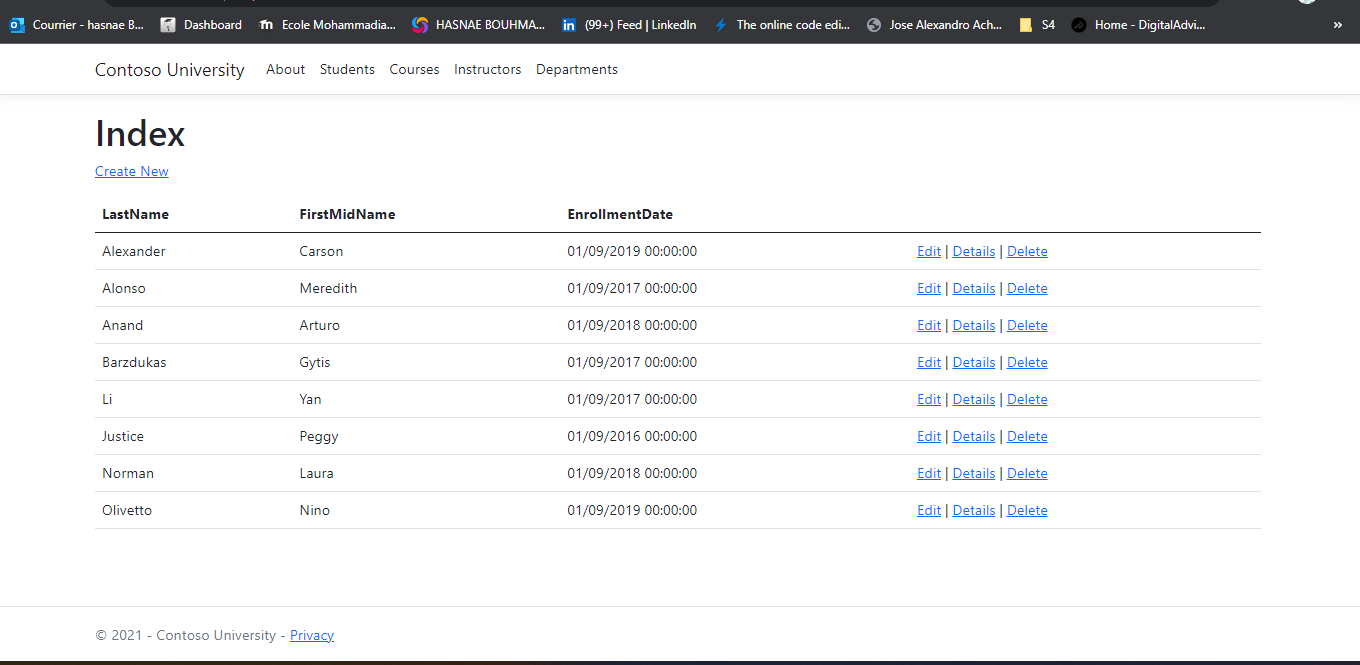 Courrier - hasnae B... Dashboard Ecole Mohammadia... HASNAE BOUHMA... (99+) Feed | LinkedIn The online code edi... Jose Alexandro Ach... S4 Home - DigitalAdvi... »
Contoso University About Students Courses Instructors Departments
Index
Create New
LastName FirstMidName EnrollmentDate
Alexander Carson 01/09/2019 00:00:00 Edit | Details | Delete
Alonso Meredith 01/09/2017 00:00:00 Edit | Details | Delete
Anand Arturo 01/09/2018 00:00:00 Edit | Details | Delete
Barzdukas Gytis 01/09/2017 00:00:00 Edit | Details | Delete
Li Yan 01/09/2017 00:00:00 Edit | Details | Delete
Justice Peggy 01/09/2016 00:00:00 Edit | Details | Delete
Norman Laura 01/09/2018 00:00:00 Edit | Details | Delete
Olivetto Nino 01/09/2019 00:00:00 Edit | Details | Delete
© 2021 - Contoso University - Privacy